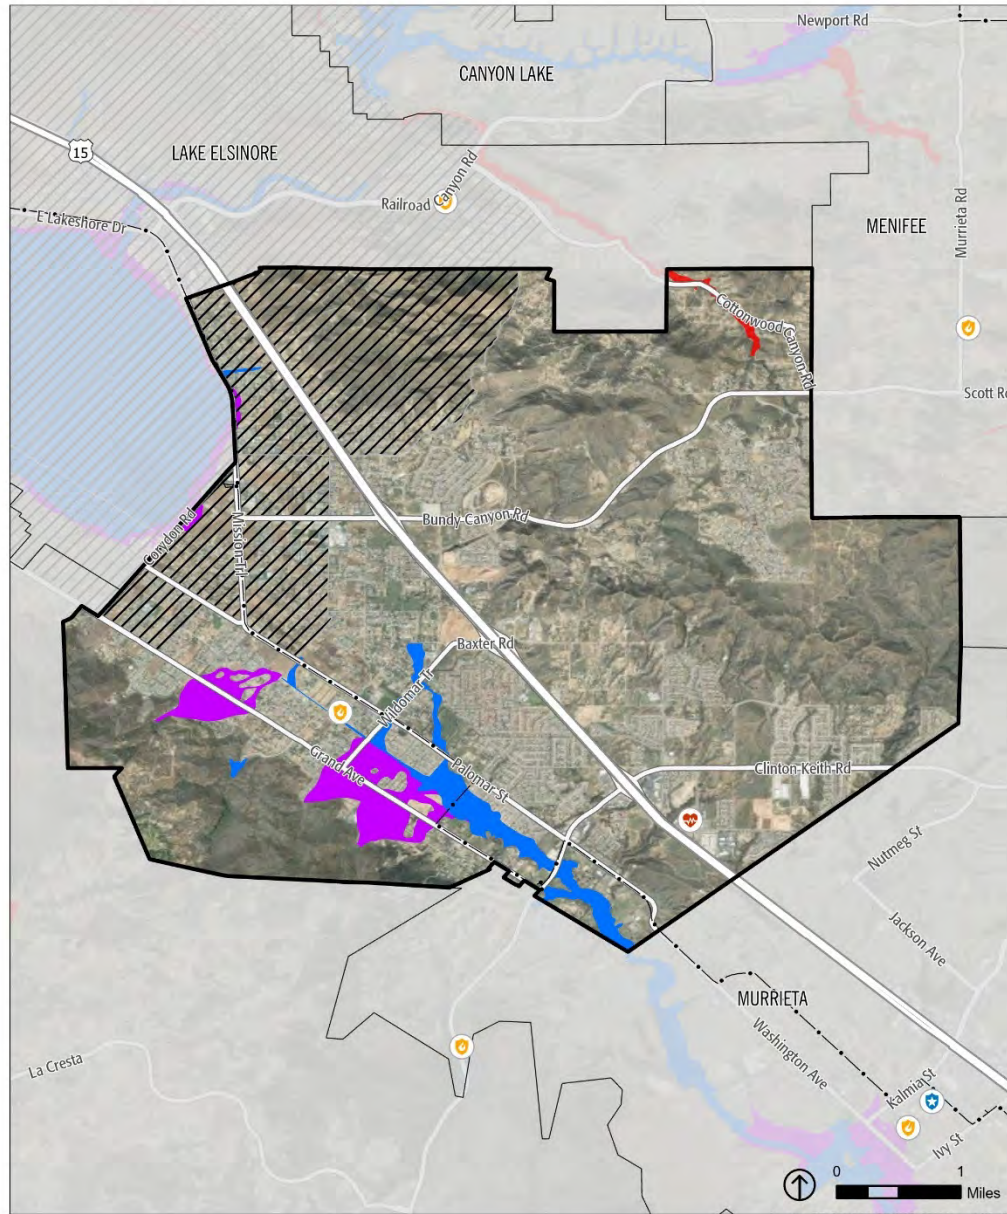 Newport Rd
CANYON LAKE
15
LAKE ELSINORE
Railroad Canyon Rd
E Lakeshore Dr
MENIFEE
Murrieta Rd
Cottonwood Canyon Rd
Scott Rd
Corydon Rd
Mission Trl
Bundy Canyon Rd
Baxter Rd
Wildomar Tr
Grand Ave
Palomar St
Clinton Keith Rd
Nutmeg St
Jackson Ave
MURRIETA
Washington Ave
La Cresta
Kalmia St
Ivy St
0 1
Miles